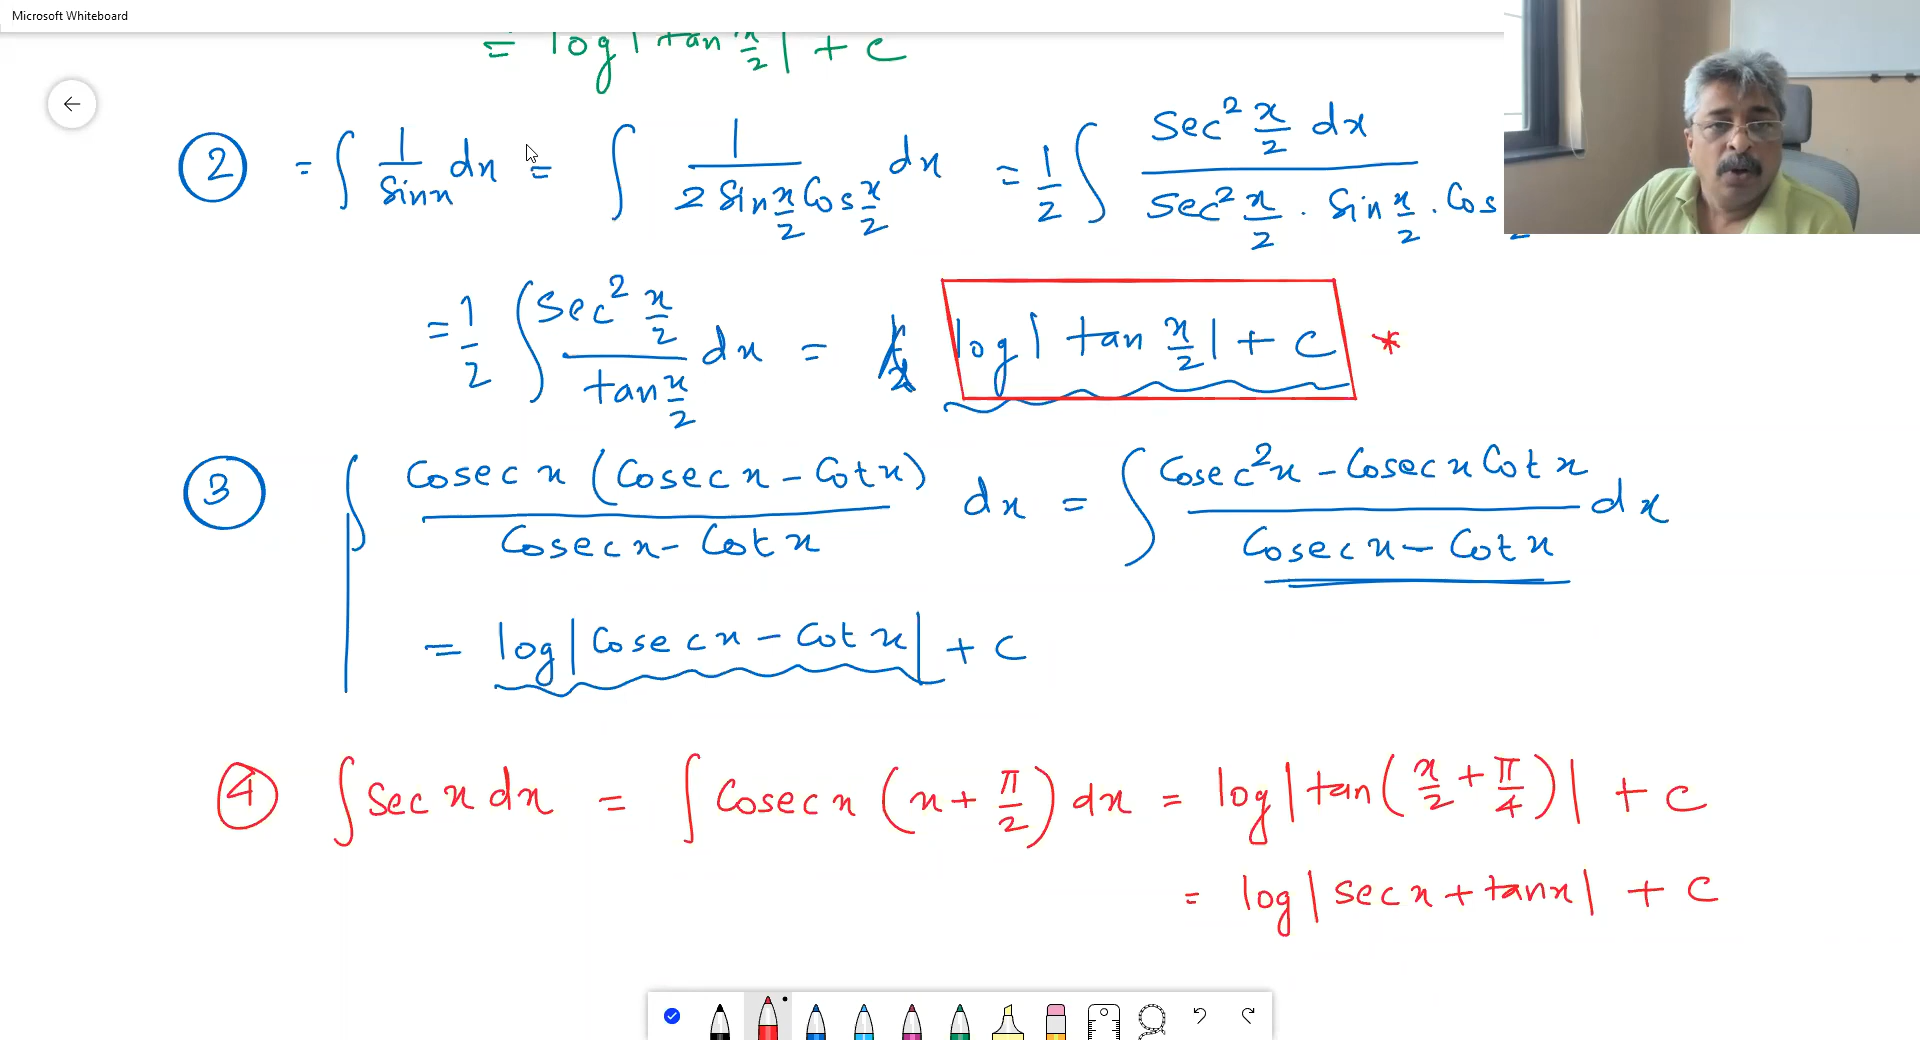 Microsoft Whiteboard
= log | tan x/2 | + c
② = ∫ 1/Sinx dx = ∫ 1/(2 Sin x/2 Cos x/2) dx = 1/2 ∫ (Sec² x/2 dx)/(Sec² x/2 . Sin x/2 . Cos
= 1/2 ∫ (Sec² x/2)/(tan x/2) dx = log | tan x/2 | + c *
③ ∫ (Cosec x (Cosec x - Cot x))/(Cosec x - Cot x) dx = ∫ (Cosec²x - Cosec x Cot x)/(Cosec x - Cot x) dx
= log | Cosec x - Cot x | + c
④ ∫ Sec x dx = ∫ Cosec x (x + π/2) dx = log | tan (x/2 + π/4) | + c
= log | sec x + tan x | + c